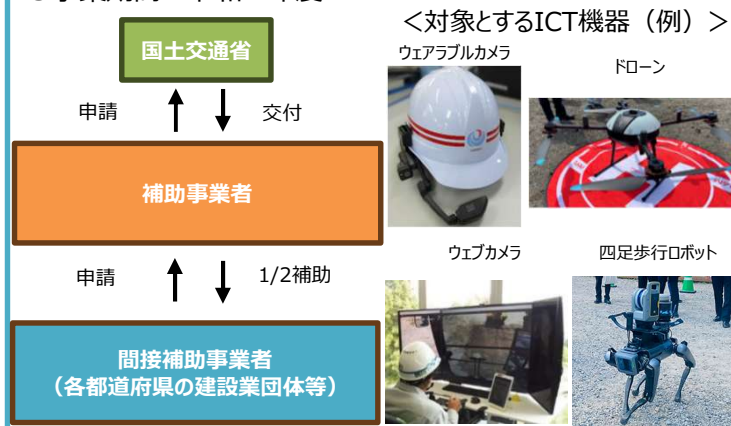 ＜対象とするICT機器（例）＞
国土交通省
申請
交付
補助事業者
申請
1/2補助
間接補助事業者
（各都道府県の建設業団体等）
ウェアラブルカメラ
ドローン
ウェブカメラ
四足歩行ロボット